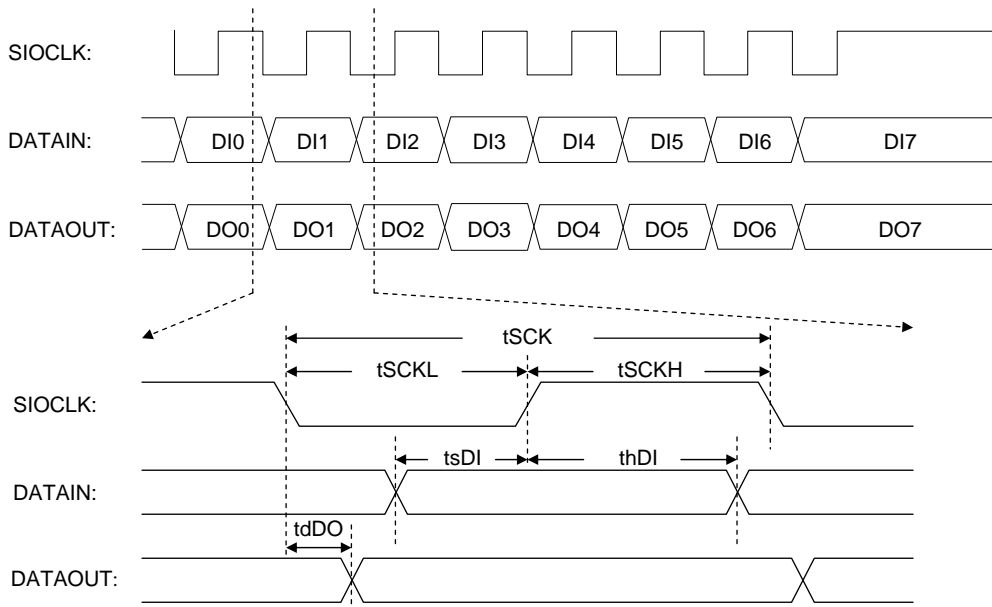 SIOCLK:
DATAIN: DI0 DI1 DI2 DI3 DI4 DI5 DI6 DI7
DATAOUT: DO0 DO1 DO2 DO3 DO4 DO5 DO6 DO7
tSCK
tSCKL tSCKH
SIOCLK:
tsDI thDI
DATAIN:
tdDO
DATAOUT: